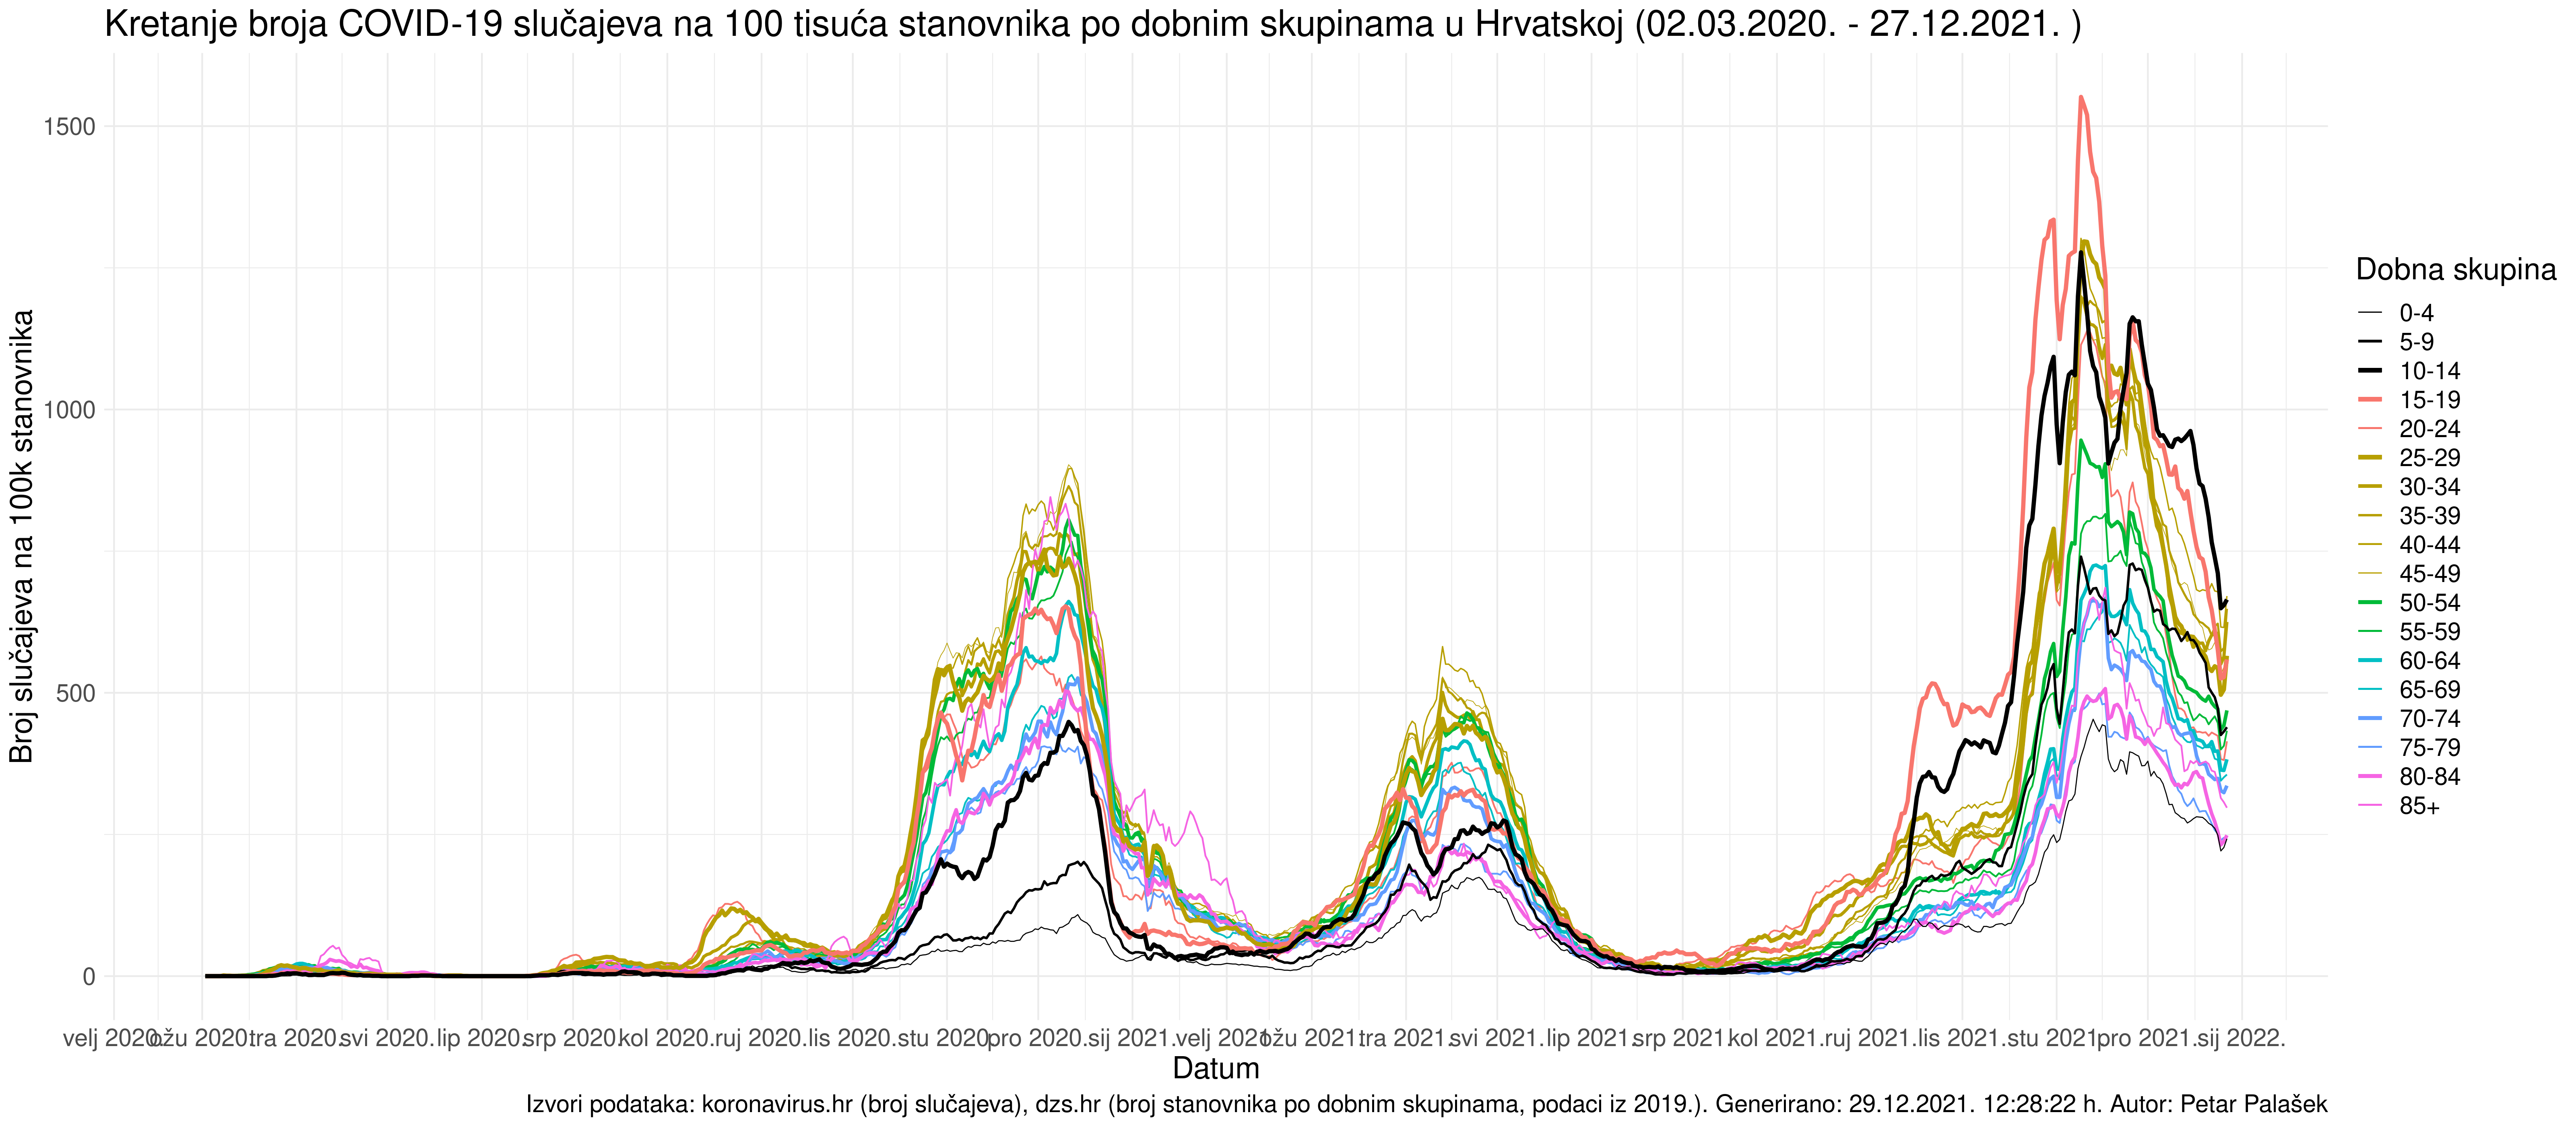 Kretanje broja COVID-19 slučajeva na 100 tisuća stanovnika po dobnim skupinama u Hrvatskoj (02.03.2020. - 27.12.2021. )
Broj slučajeva na 100k stanovnika
1500
1000
500
0
velj 2020.
ožu 2020.
tra 2020.
svi 2020.
lip 2020.
srp 2020.
kol 2020.
ruj 2020.
lis 2020.
stu 2020.
pro 2020.
sij 2021.
velj 2021.
ožu 2021.
tra 2021.
svi 2021.
lip 2021.
srp 2021.
kol 2021.
ruj 2021.
lis 2021.
stu 2021.
pro 2021.
sij 2022.
Datum
Dobna skupina
0-4
5-9
10-14
15-19
20-24
25-29
30-34
35-39
40-44
45-49
50-54
55-59
60-64
65-69
70-74
75-79
80-84
85+
Izvori podataka: koronavirus.hr (broj slučajeva), dzs.hr (broj stanovnika po dobnim skupinama, podaci iz 2019.). Generirano: 29.12.2021. 12:28:22 h. Autor: Petar Palašek